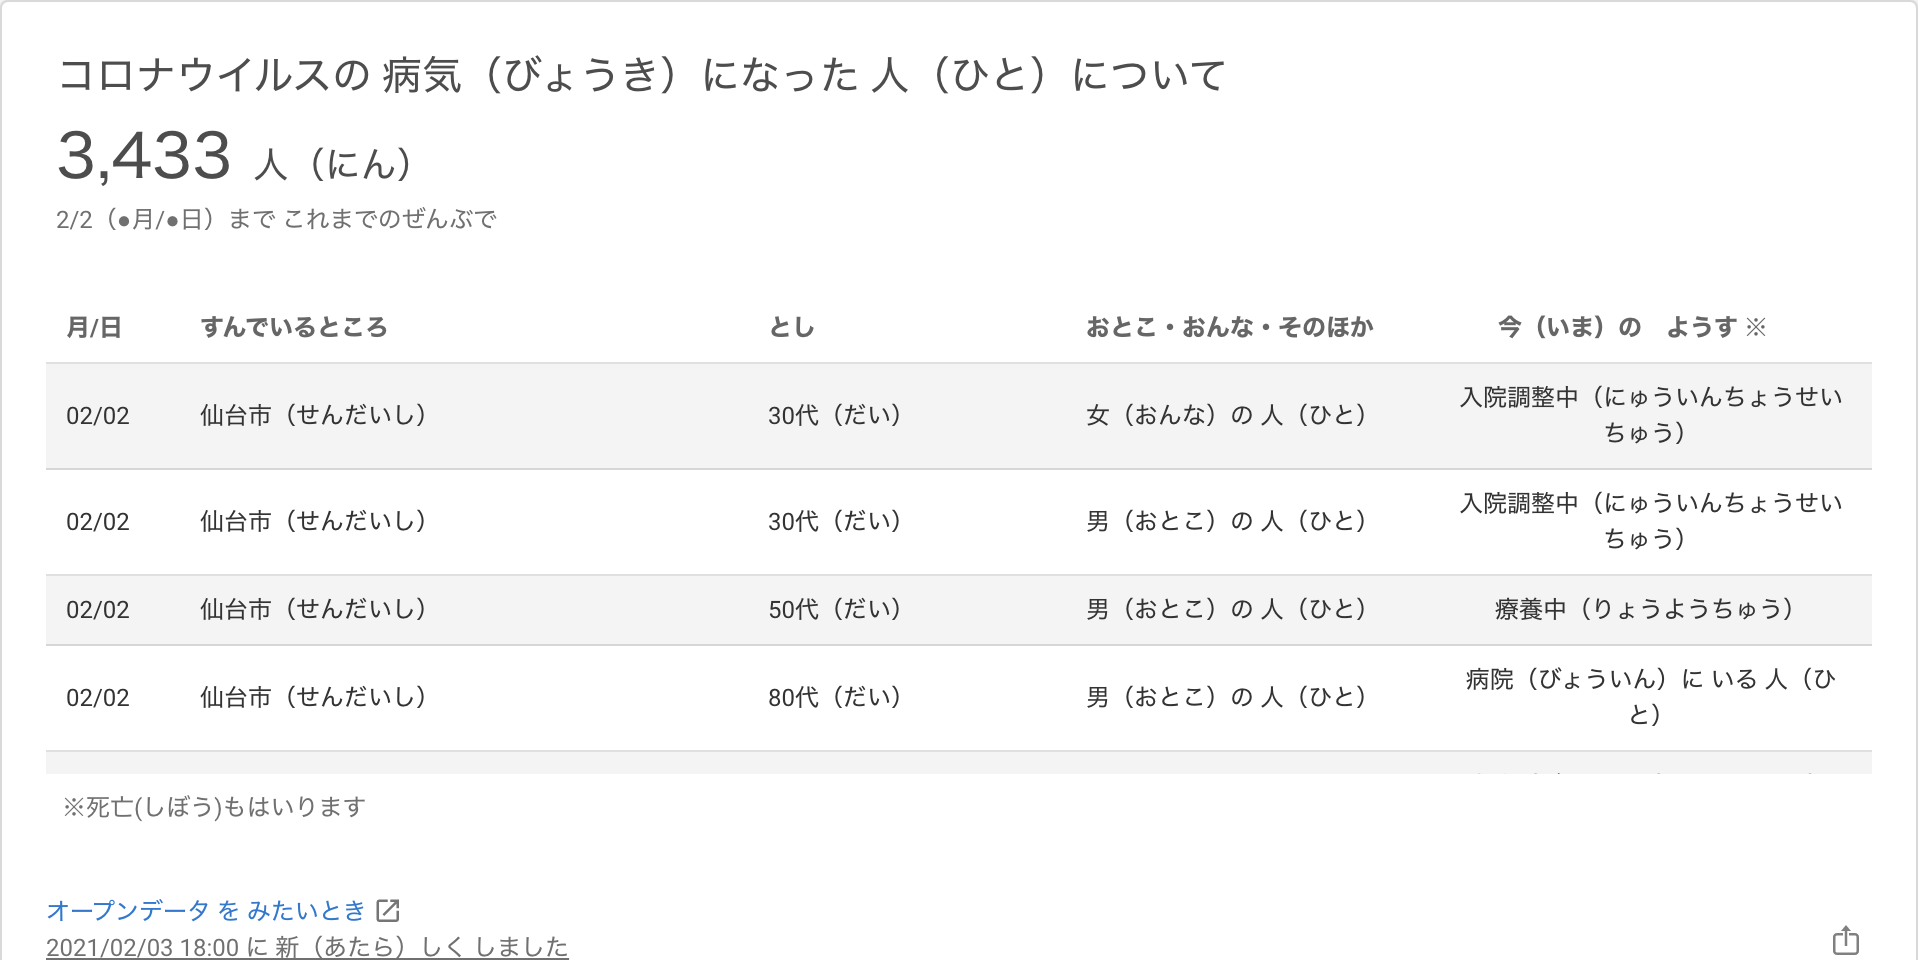 コロナウイルスの 病気（びょうき）になった 人（ひと）について
3,433 人（にん）
2/2（●月/●日）まで これまでのぜんぶで
月/日 すんでいるところ とし おとこ・おんな・そのほか 今（いま）の　ようす ※
02/02 仙台市（せんだいし） 30代（だい） 女（おんな）の 人（ひと） 入院調整中（にゅういんちょうせい
ちゅう）
02/02 仙台市（せんだいし） 30代（だい） 男（おとこ）の 人（ひと） 入院調整中（にゅういんちょうせい
ちゅう）
02/02 仙台市（せんだいし） 50代（だい） 男（おとこ）の 人（ひと） 療養中（りょうようちゅう）
02/02 仙台市（せんだいし） 80代（だい） 男（おとこ）の 人（ひと） 病院（びょういん）に いる 人（ひ
と）
※死亡(しぼう)もはいります
オープンデータ を みたいとき
2021/02/03 18:00 に 新（あたら）しく しました